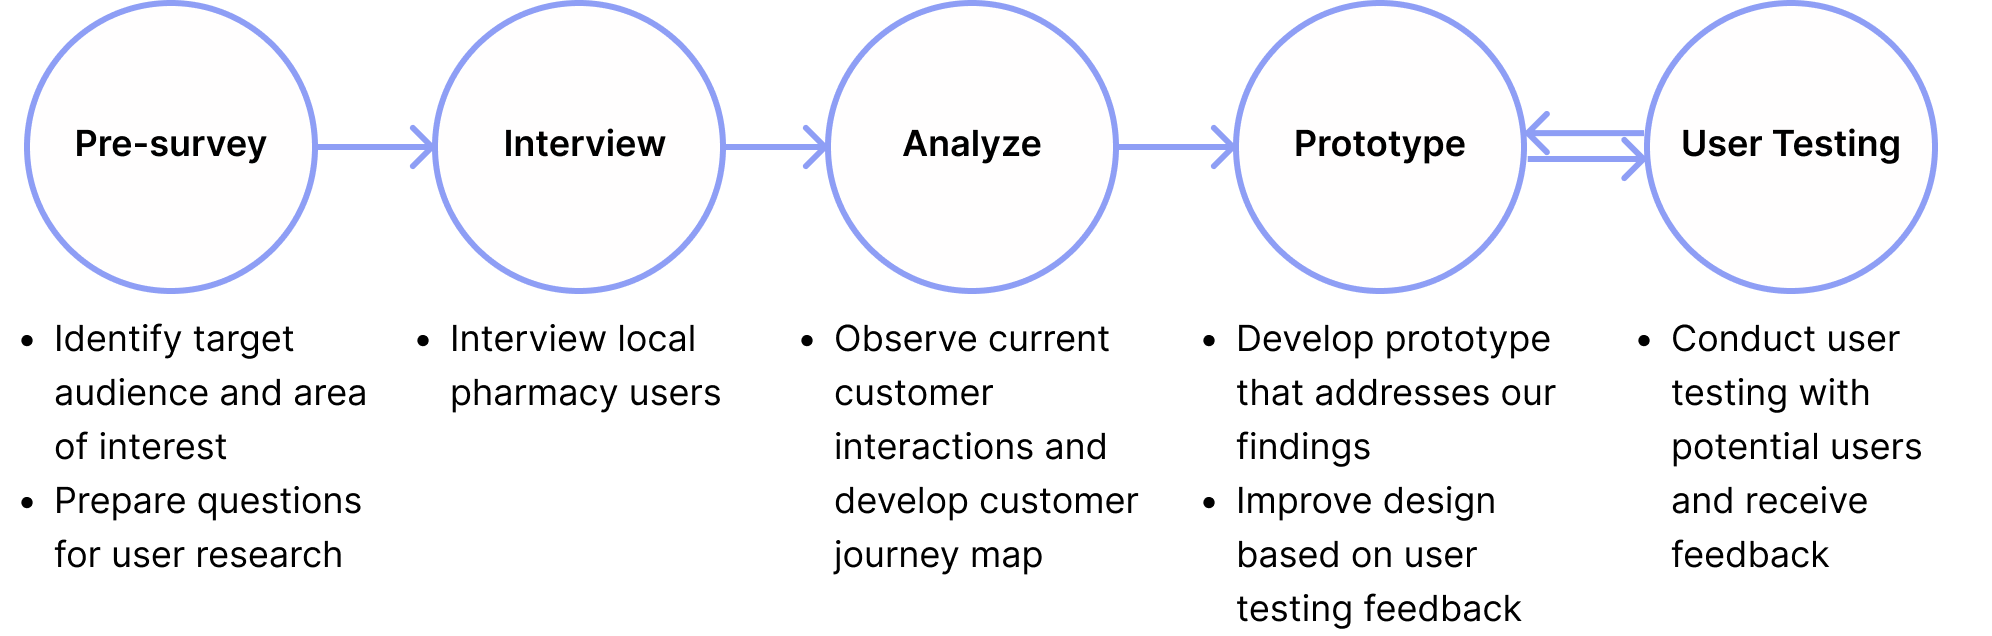 Pre-survey
Interview
Analyze
Prototype
User Testing
• Identify target
audience and area
of interest
• Prepare questions
for user research
• Interview local
pharmacy users
• Observe current
customer
interactions and
develop customer
journey map
• Develop prototype
that addresses our
findings
• Improve design
based on user
testing feedback
• Conduct user
testing with
potential users
and receive
feedback